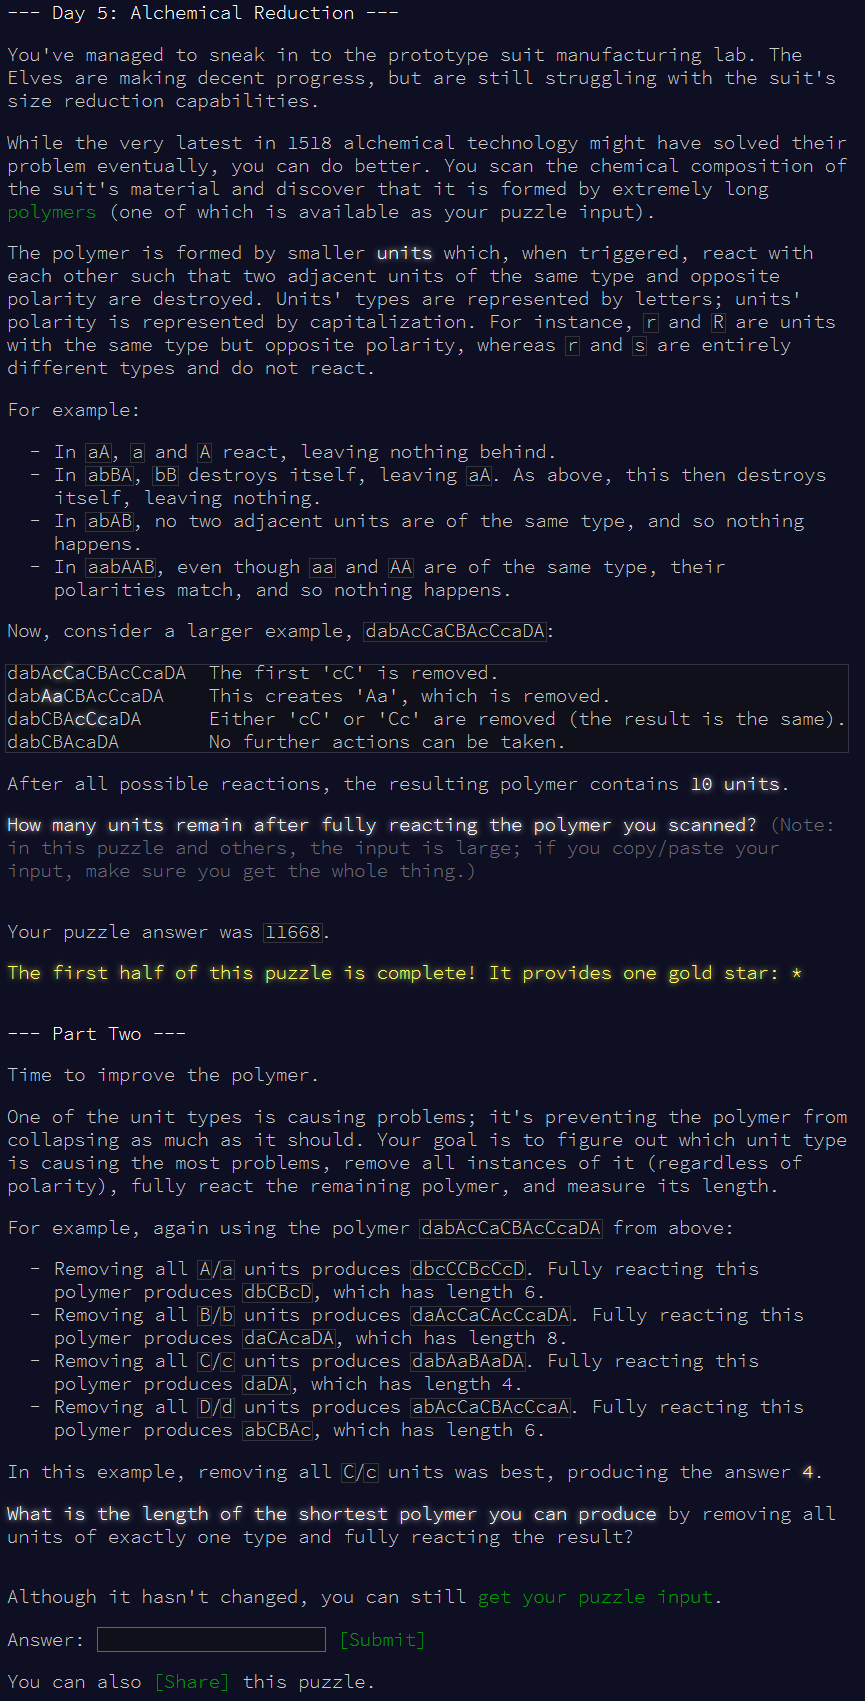 --- Day 5: Alchemical Reduction ---
You've managed to sneak in to the prototype suit manufacturing lab. The
Elves are making decent progress, but are still struggling with the suit's
size reduction capabilities.
While the very latest in 1518 alchemical technology might have solved their
problem eventually, you can do better. You scan the chemical composition of
the suit's material and discover that it is formed by extremely long
polymers (one of which is available as your puzzle input).
The polymer is formed by smaller units which, when triggered, react with
each other such that two adjacent units of the same type and opposite
polarity are destroyed. Units' types are represented by letters; units'
polarity is represented by capitalization. For instance, r and R are units
with the same type but opposite polarity, whereas r and s are entirely
different types and do not react.
For example:
- In aA, a and A react, leaving nothing behind.
- In abBA, bB destroys itself, leaving aA. As above, this then destroys
itself, leaving nothing.
- In abAB, no two adjacent units are of the same type, and so nothing
happens.
- In aabAAB, even though aa and AA are of the same type, their
polarities match, and so nothing happens.
Now, consider a larger example, dabAcCaCBAcCcaDA:
dabAcCaCBAcCcaDA  The first 'cC' is removed.
dabAaCBAcCcaDA    This creates 'Aa', which is removed.
dabCBAcCcaDA      Either 'cC' or 'Cc' are removed (the result is the same).
dabCBAcaDA        No further actions can be taken.
After all possible reactions, the resulting polymer contains 10 units.
How many units remain after fully reacting the polymer you scanned? (Note:
in this puzzle and others, the input is large; if you copy/paste your
input, make sure you get the whole thing.)
Your puzzle answer was 11668.
The first half of this puzzle is complete! It provides one gold star: *
--- Part Two ---
Time to improve the polymer.
One of the unit types is causing problems; it's preventing the polymer from
collapsing as much as it should. Your goal is to figure out which unit type
is causing the most problems, remove all instances of it (regardless of
polarity), fully react the remaining polymer, and measure its length.
For example, again using the polymer dabAcCaCBAcCcaDA from above:
- Removing all A/a units produces dbcCCBcCcD. Fully reacting this
polymer produces dbCBcD, which has length 6.
- Removing all B/b units produces daAcCaCAcCcaDA. Fully reacting this
polymer produces daCAcaDA, which has length 8.
- Removing all C/c units produces dabAaBAaDA. Fully reacting this
polymer produces daDA, which has length 4.
- Removing all D/d units produces abAcCaCBAcCcaA. Fully reacting this
polymer produces abCBAc, which has length 6.
In this example, removing all C/c units was best, producing the answer 4.
What is the length of the shortest polymer you can produce by removing all
units of exactly one type and fully reacting the result?
Although it hasn't changed, you can still get your puzzle input.
Answer: [Submit]
You can also [Share] this puzzle.